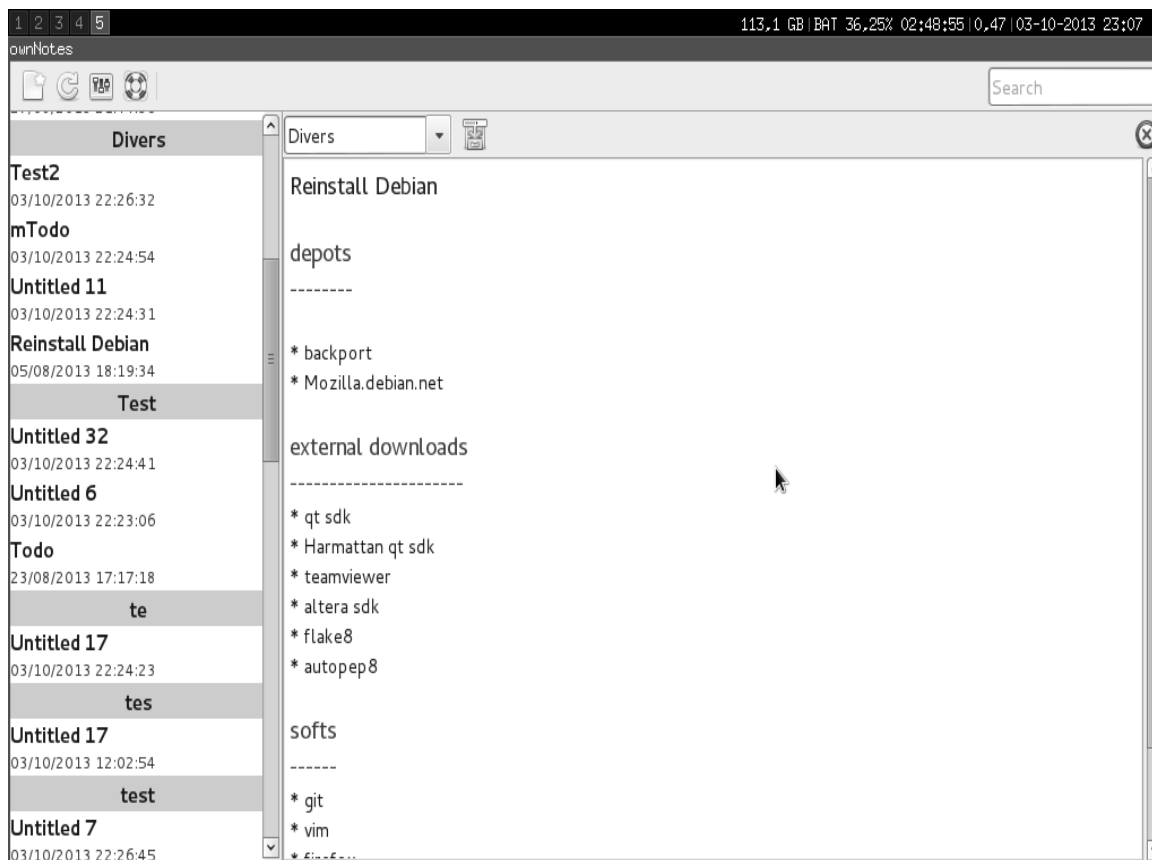 1 2 3 4 5
113,1 GB|BAT 36,25% 02:48:55|0,47|03-10-2013 23:07
ownNotes
Search
Divers
Test2
03/10/2013 22:26:32
mTodo
03/10/2013 22:24:54
Untitled 11
03/10/2013 22:24:31
Reinstall Debian
05/08/2013 18:19:34
Test
Untitled 32
03/10/2013 22:24:41
Untitled 6
03/10/2013 22:23:06
Todo
23/08/2013 17:17:18
te
Untitled 17
03/10/2013 22:24:23
tes
Untitled 17
03/10/2013 12:02:54
test
Untitled 7
03/10/2013 22:26:45
Divers
Reinstall Debian
depots
--------
* backport
* Mozilla.debian.net
external downloads
----------------------
* qt sdk
* Harmattan qt sdk
* teamviewer
* altera sdk
* flake8
* autopep8
softs
------
* git
* vim
* firefox